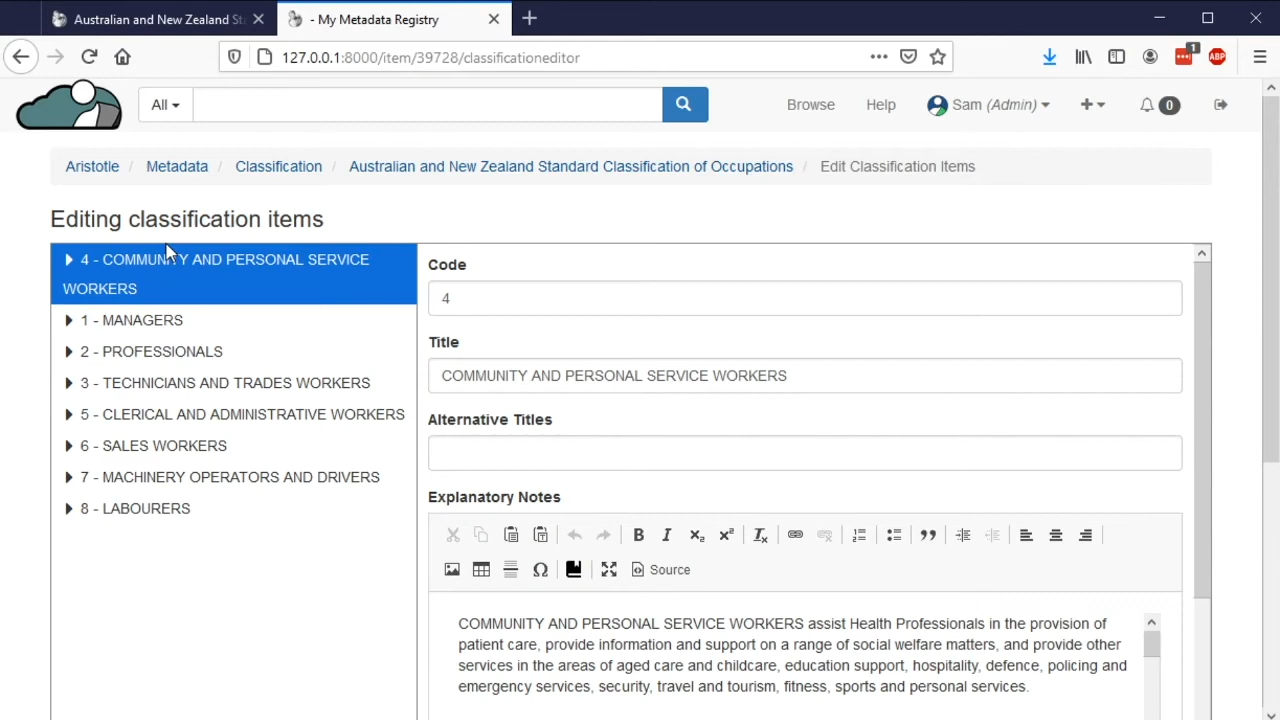 Australian and New Zealand St
- My Metadata Registry
127.0.0.1:8000/item/39728/classificationeditor
1
ABP
All
Browse
Help
Sam (Admin)
0
Aristotle / Metadata / Classification / Australian and New Zealand Standard Classification of Occupations / Edit Classification Items
Editing classification items
4 - COMMUNITY AND PERSONAL SERVICE
WORKERS
1 - MANAGERS
2 - PROFESSIONALS
3 - TECHNICIANS AND TRADES WORKERS
5 - CLERICAL AND ADMINISTRATIVE WORKERS
6 - SALES WORKERS
7 - MACHINERY OPERATORS AND DRIVERS
8 - LABOURERS
Code
4
Title
COMMUNITY AND PERSONAL SERVICE WORKERS
Alternative Titles
Explanatory Notes
Source
COMMUNITY AND PERSONAL SERVICE WORKERS assist Health Professionals in the provision of
patient care, provide information and support on a range of social welfare matters, and provide other
services in the areas of aged care and childcare, education support, hospitality, defence, policing and
emergency services, security, travel and tourism, fitness, sports and personal services.